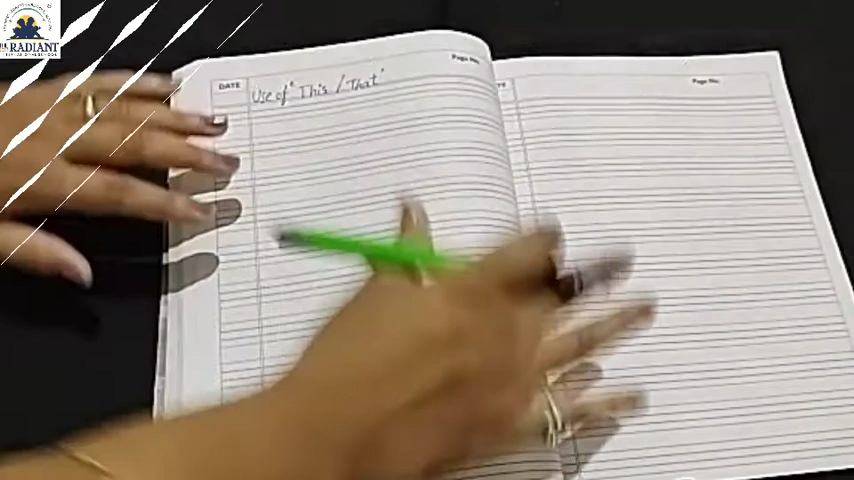 RADIANT
DATE
Page No.
Use of "This / That"
Page No.